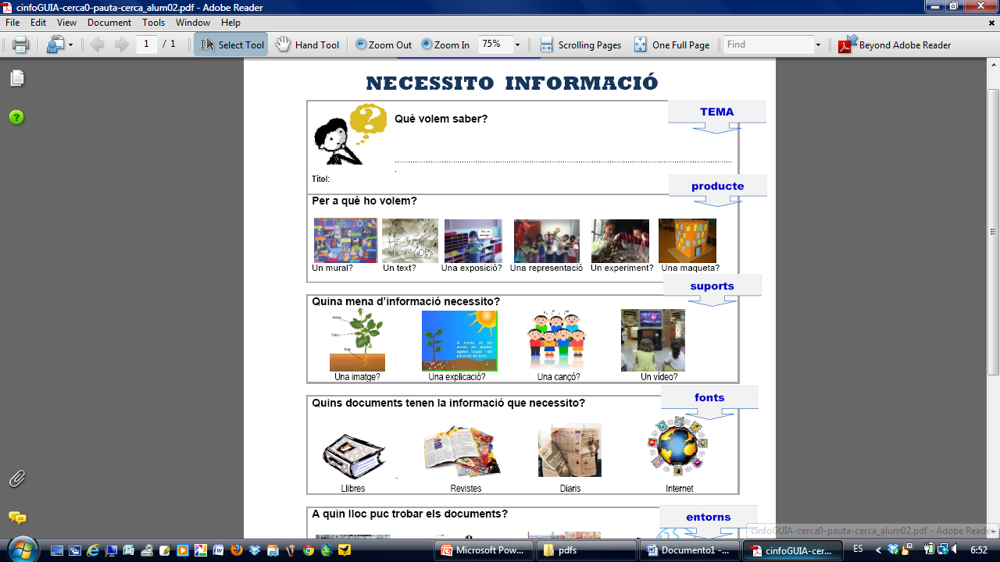 cinfoGUIA-cerca0-pauta-cerca_alum02.pdf - Adobe Reader
File Edit View Document Tools Window Help
1 / 1 Select Tool Hand Tool Zoom Out Zoom In 75% Scrolling Pages One Full Page Find Beyond Adobe Reader
NECESSITO INFORMACIÓ
TEMA
Què volem saber?
Títol:
producte
Per a què ho volem?
HE JUGAT
Un mural? Un text? Una exposició? Una representació Un experiment? Una maqueta?
suports
Quina mena d'informació necessito?
Una imatge? Una explicació? Una cançó? Un vídeo?
fonts
Quins documents tenen la informació que necessito?
Llibres Revistes Diaris Internet
entorns
A quin lloc puc trobar els documents?
cinfoGUIA-cerca0-pauta-cerca_alum02.pdf - Adobe Reader
Microsoft Pow... pdfs Documento1 -... cinfoGUIA-cer... ES 6:52